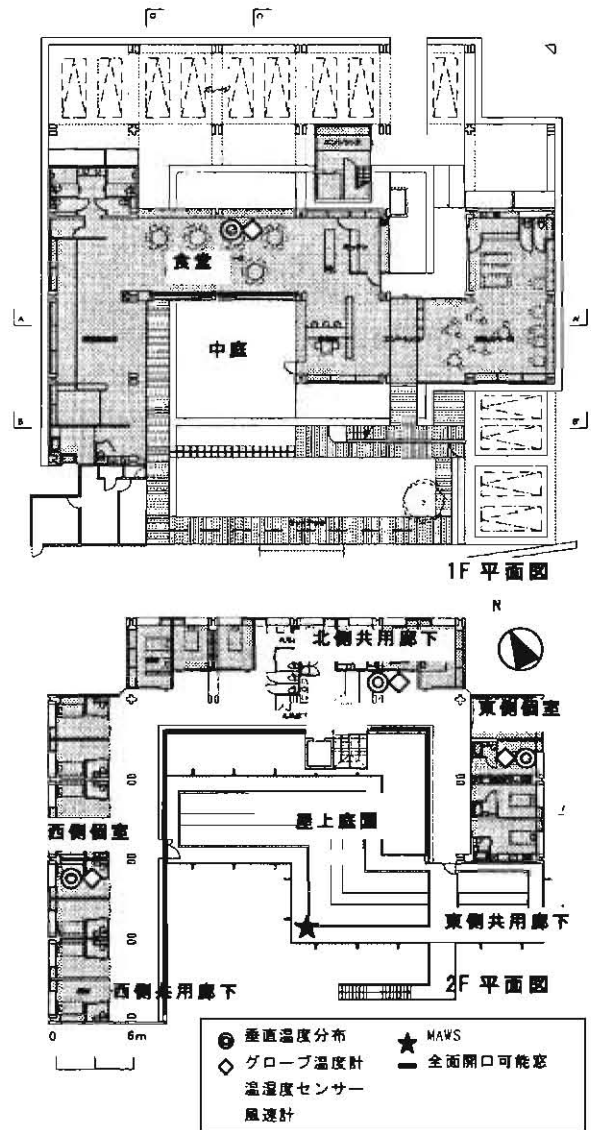 食堂
中庭
A
A'
B
B'
1F 平面図
N
北側共用廊下
東側個室
屋上庭園
西側個室
東側共用廊下
西側共用廊下
2F 平面図
0 6m
垂直温度分布
グローブ温度計
温湿度センサー
風速計
MAWS
全面開口可能窓